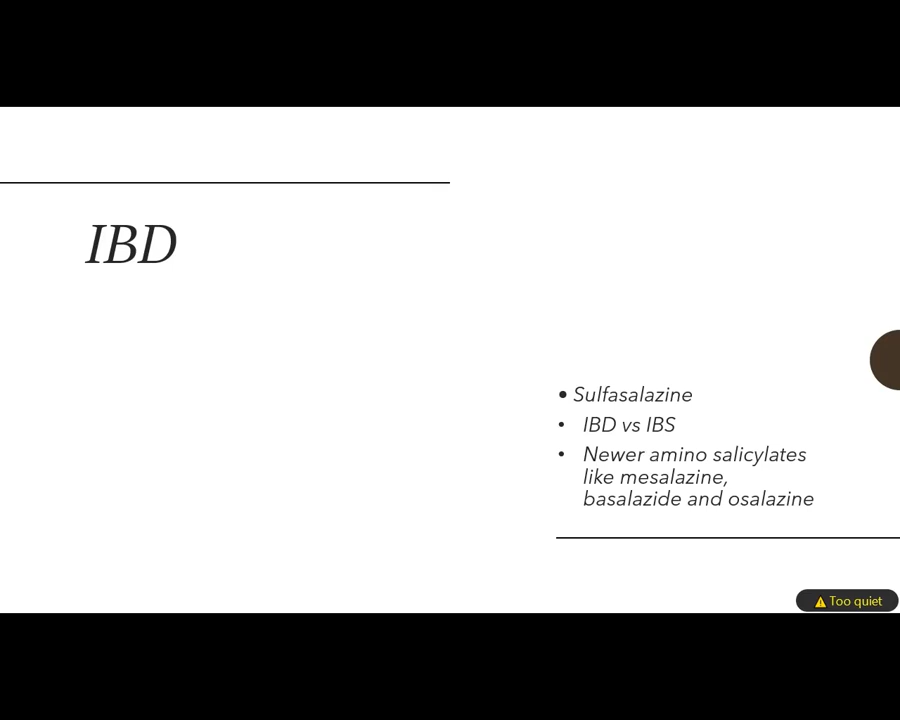 IBD
• Sulfasalazine
• IBD vs IBS
• Newer amino salicylates
like mesalazine,
basalazide and osalazine
Too quiet